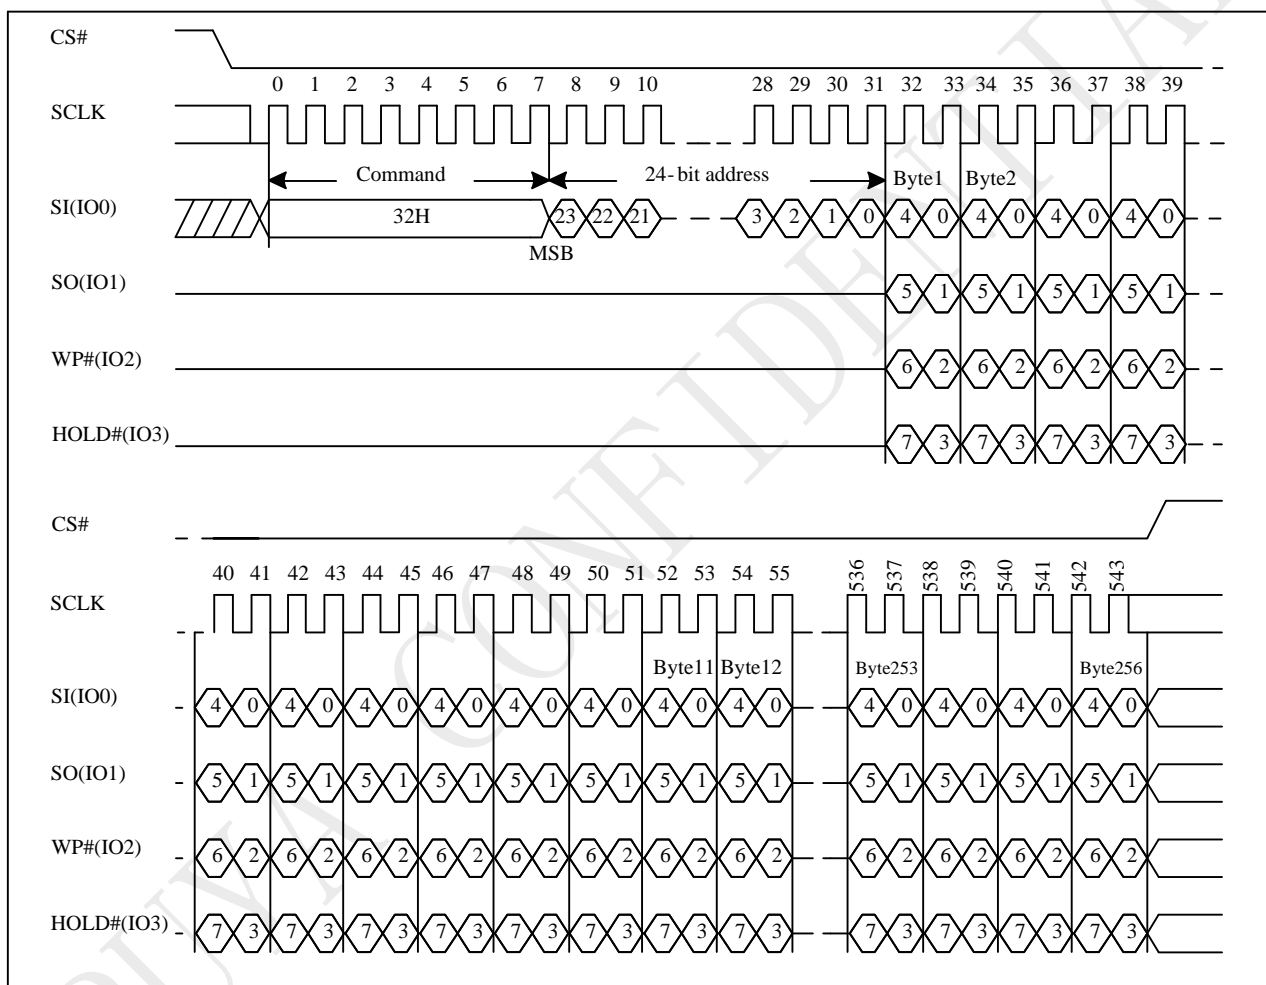 CS#
0 1 2 3 4 5 6 7 8 9 10 28 29 30 31 32 33 34 35 36 37 38 39
SCLK
Command 24-bit address Byte1 Byte2
SI(IO0) 32H 23 22 21 3 2 1 0 4 0 4 0 4 0 4 0
MSB
SO(IO1) 5 1 5 1 5 1 5 1
WP#(IO2) 6 2 6 2 6 2 6 2
HOLD#(IO3) 7 3 7 3 7 3 7 3
CS#
40 41 42 43 44 45 46 47 48 49 50 51 52 53 54 55 536 537 538 539 540 541 542 543
SCLK
Byte11 Byte12 Byte253 Byte256
SI(IO0) 4 0 4 0 4 0 4 0 4 0 4 0 4 0 4 0 4 0 4 0 4 0 4 0
SO(IO1) 5 1 5 1 5 1 5 1 5 1 5 1 5 1 5 1 5 1 5 1 5 1 5 1
WP#(IO2) 6 2 6 2 6 2 6 2 6 2 6 2 6 2 6 2 6 2 6 2 6 2 6 2
HOLD#(IO3) 7 3 7 3 7 3 7 3 7 3 7 3 7 3 7 3 7 3 7 3 7 3 7 3
PUYA CONFIDENTIAL